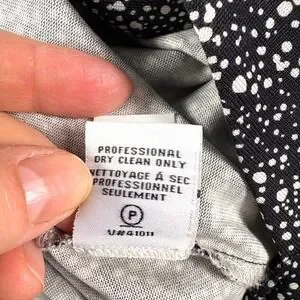 PROFESSIONAL
DRY CLEAN ONLY
NETTOYAGE À SEC
PROFESSIONNEL
SEULEMENT
P
V#41011